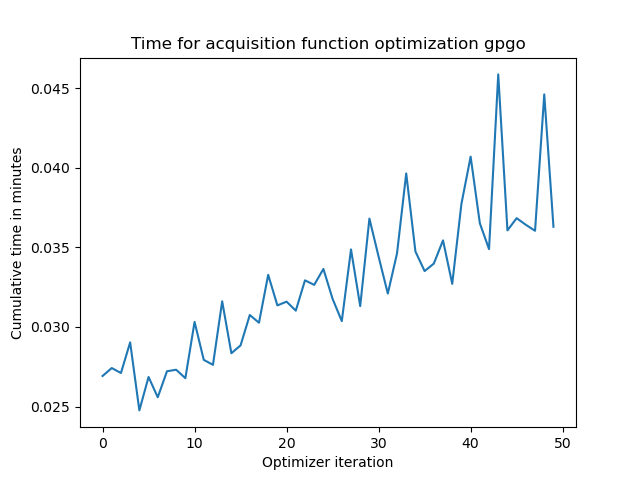 Time for acquisition function optimization gpgo
0.045
0.040
0.035
0.030
0.025
Cumulative time in minutes
0 10 20 30 40 50
Optimizer iteration